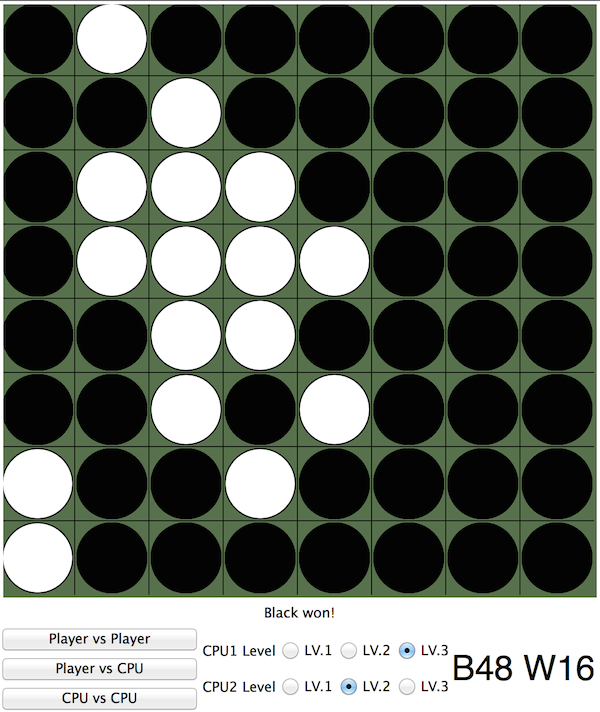 Black won!
Player vs Player
Player vs CPU
CPU vs CPU
CPU1 Level LV.1 LV.2 LV.3
CPU2 Level LV.1 LV.2 LV.3
B48 W16